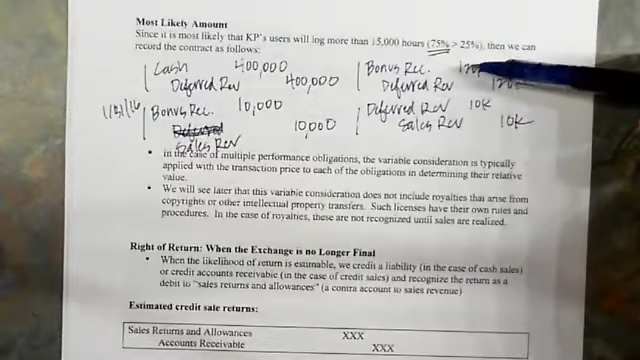 Most Likely Amount
Since it is most likely that KP's users will log more than 15,000 hours (75% > 25%), then we can
record the contract as follows:
Cash 400,000
Deferred Rev 400,000
1/31/16 Bonus Rec. 10,000
Deferred 10,000
Sales Rev
Bonus Rec.
Deferred Rev
Deferred Rev 10K
Sales Rev 10K
• In the case of multiple performance obligations, the variable consideration is typically
applied with the transaction price to each of the obligations in determining their relative
value.
• We will see later that this variable consideration does not include royalties that arise from
copyrights or other intellectual property transfers. Such licenses have their own rules and
procedures. In the case of royalties, these are not recognized until sales are realized.
Right of Return: When the Exchange is no Longer Final
• When the likelihood of return is estimable, we credit a liability (in the case of cash sales)
or credit accounts receivable (in the case of credit sales) and recognize the return as a
debit to "sales returns and allowances" (a contra account to sales revenue)
Estimated credit sale returns:
Sales Returns and Allowances XXX
Accounts Receivable XXX